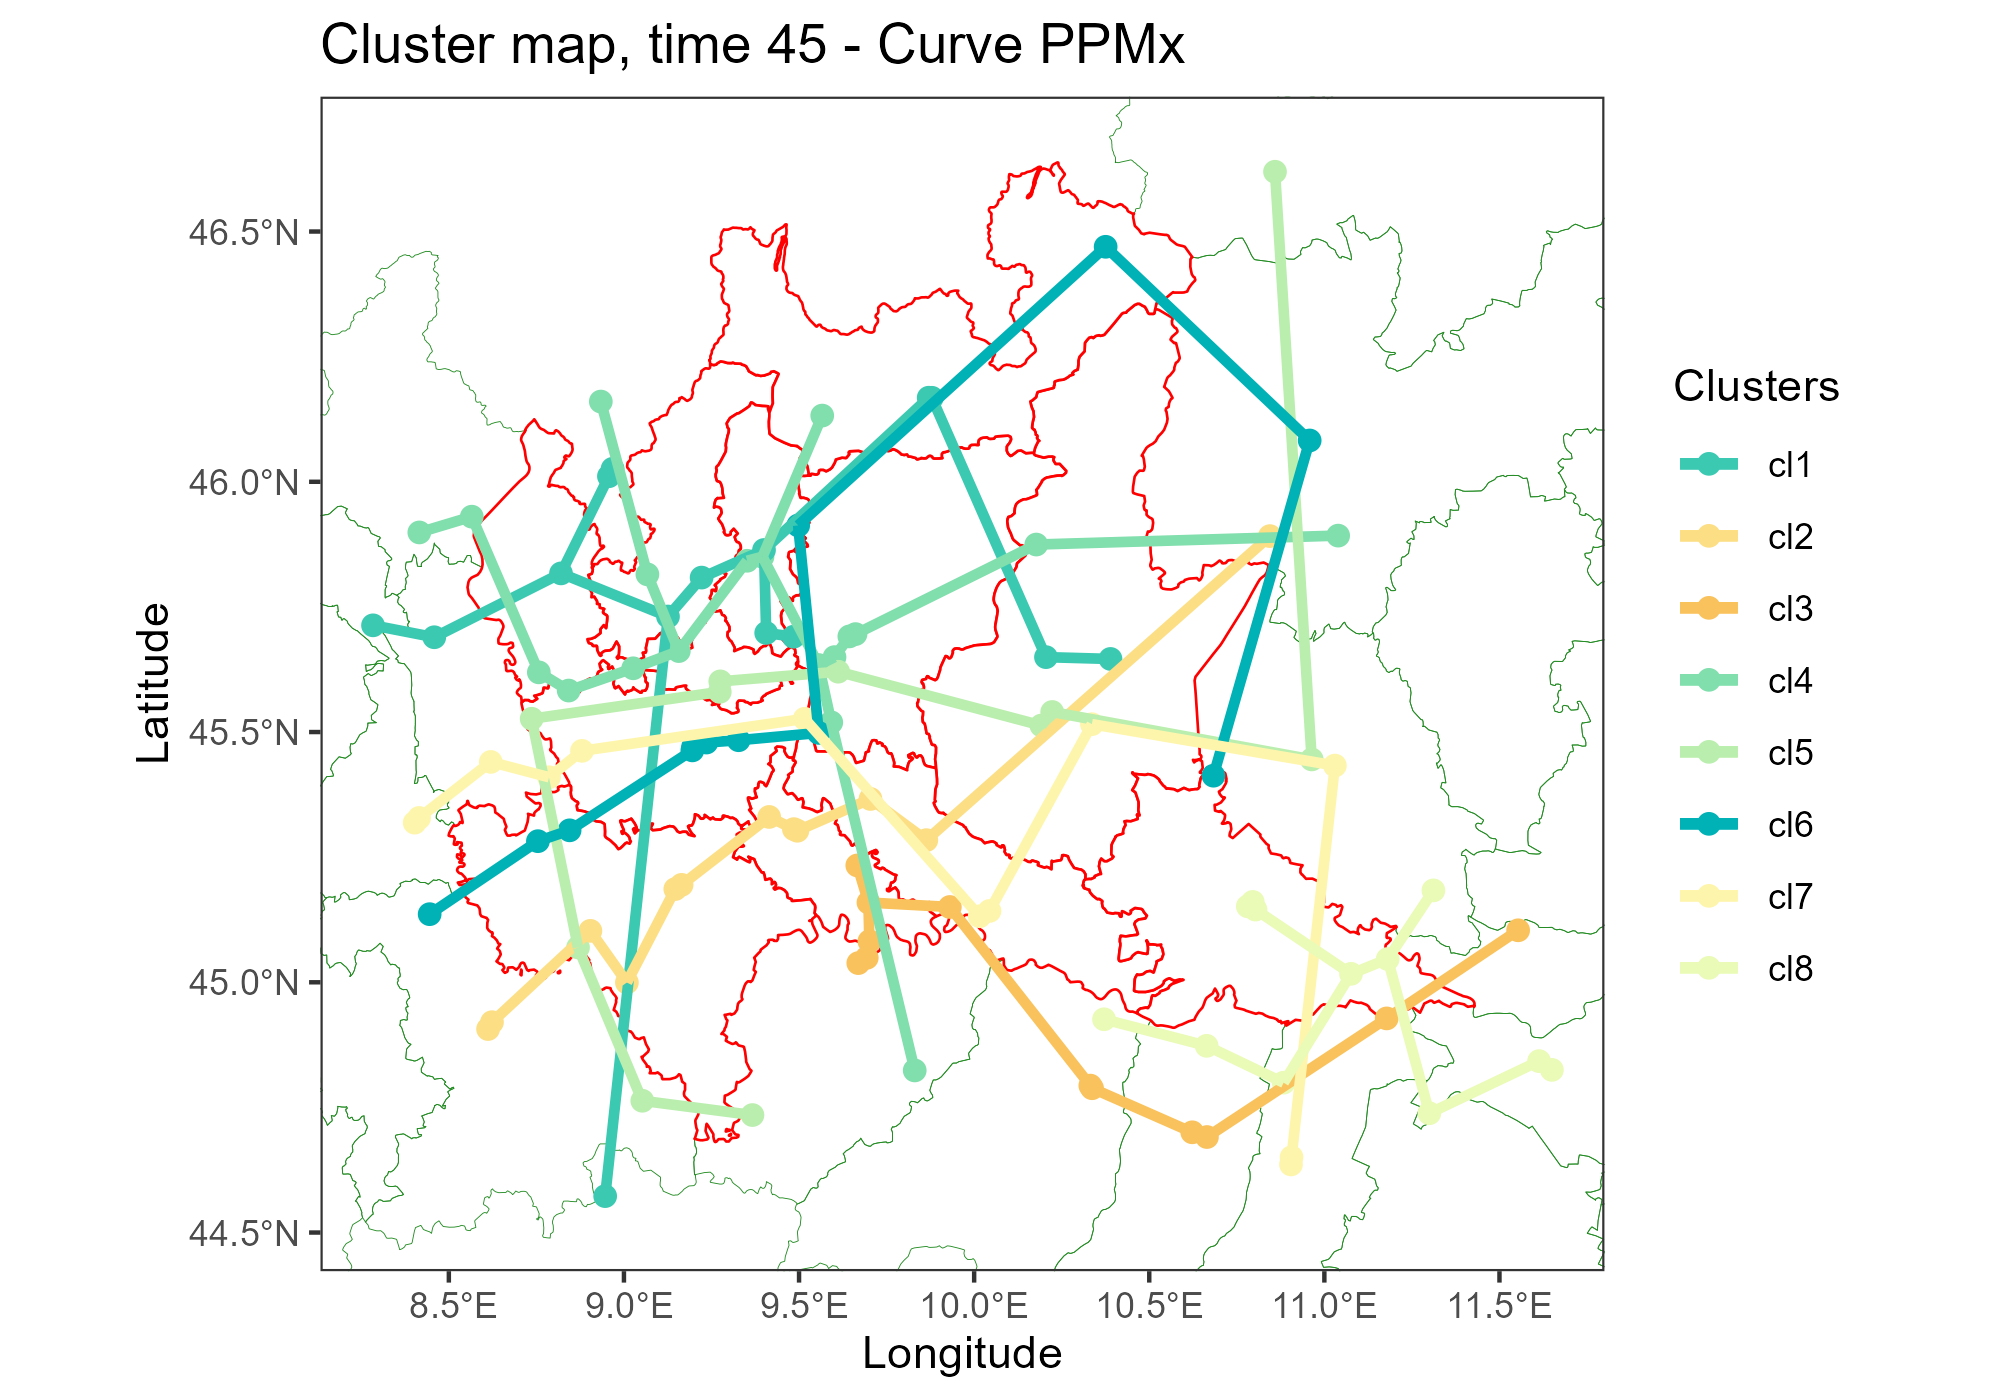 Cluster map, time 45 - Curve PPMx
46.5°N
46.0°N
45.5°N
45.0°N
44.5°N
Latitude
8.5°E
9.0°E
9.5°E
10.0°E
10.5°E
11.0°E
11.5°E
Longitude
Clusters
cl1
cl2
cl3
cl4
cl5
cl6
cl7
cl8